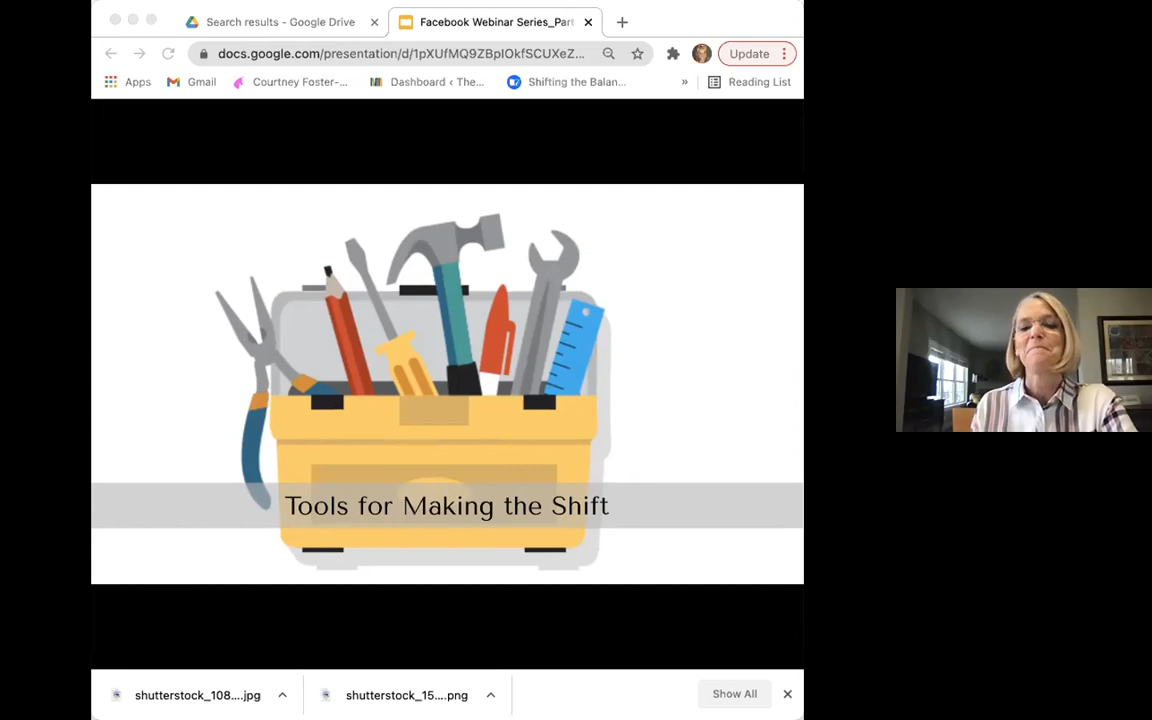 Search results - Google Drive
Facebook Webinar Series_Part
docs.google.com/presentation/d/1pXUfMQ9ZBpIOkfSCUXeZ...
Update
Apps
Gmail
Courtney Foster-...
Dashboard ‹ The...
Shifting the Balan...
»
Reading List
Tools for Making the Shift
shutterstock_108....jpg
shutterstock_15....png
Show All